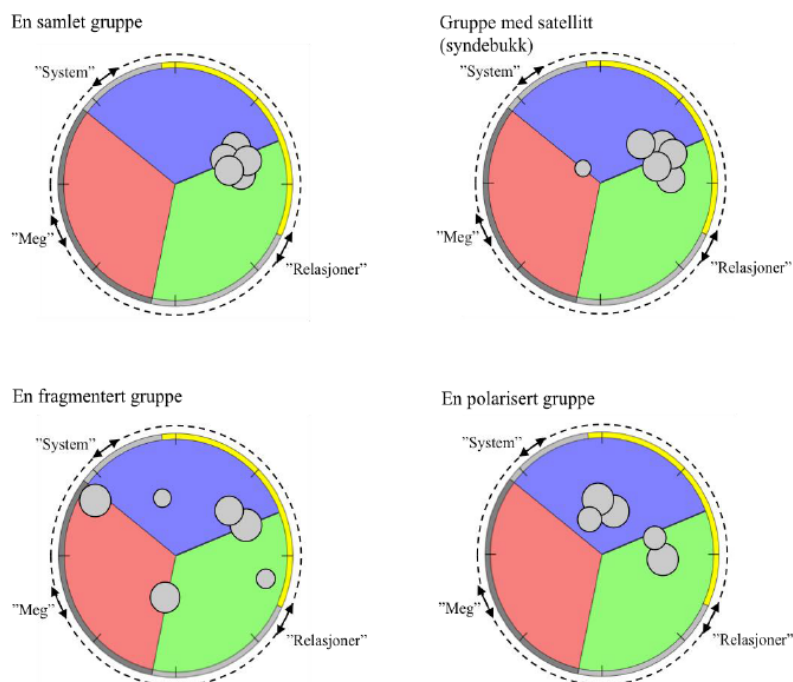 En samlet gruppe
"System"
"Meg"
"Relasjoner"
Gruppe med satellitt
(syndebukk)
"System"
"Meg"
"Relasjoner"
En fragmentert gruppe
"System"
"Meg"
"Relasjoner"
En polarisert gruppe
"System"
"Meg"
"Relasjoner"